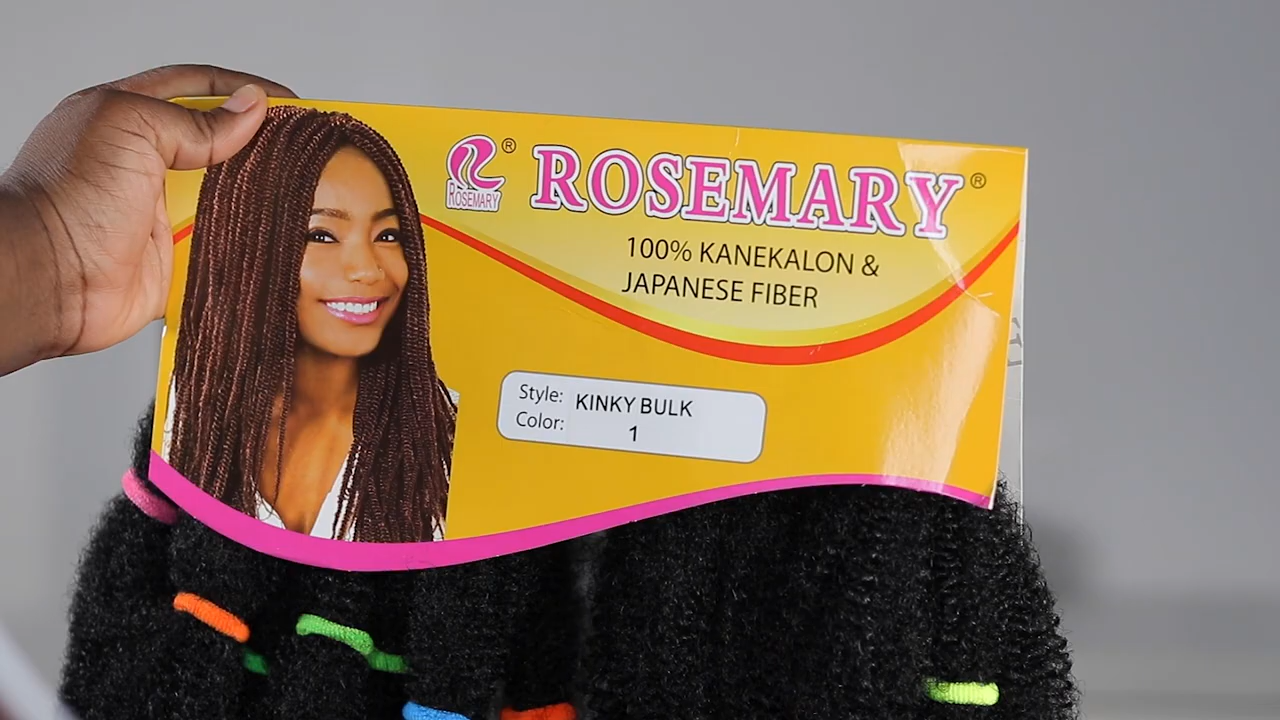 ROSEMARY
®
ROSEMARY®
100% KANEKALON &
JAPANESE FIBER
Style: KINKY BULK
Color: 1